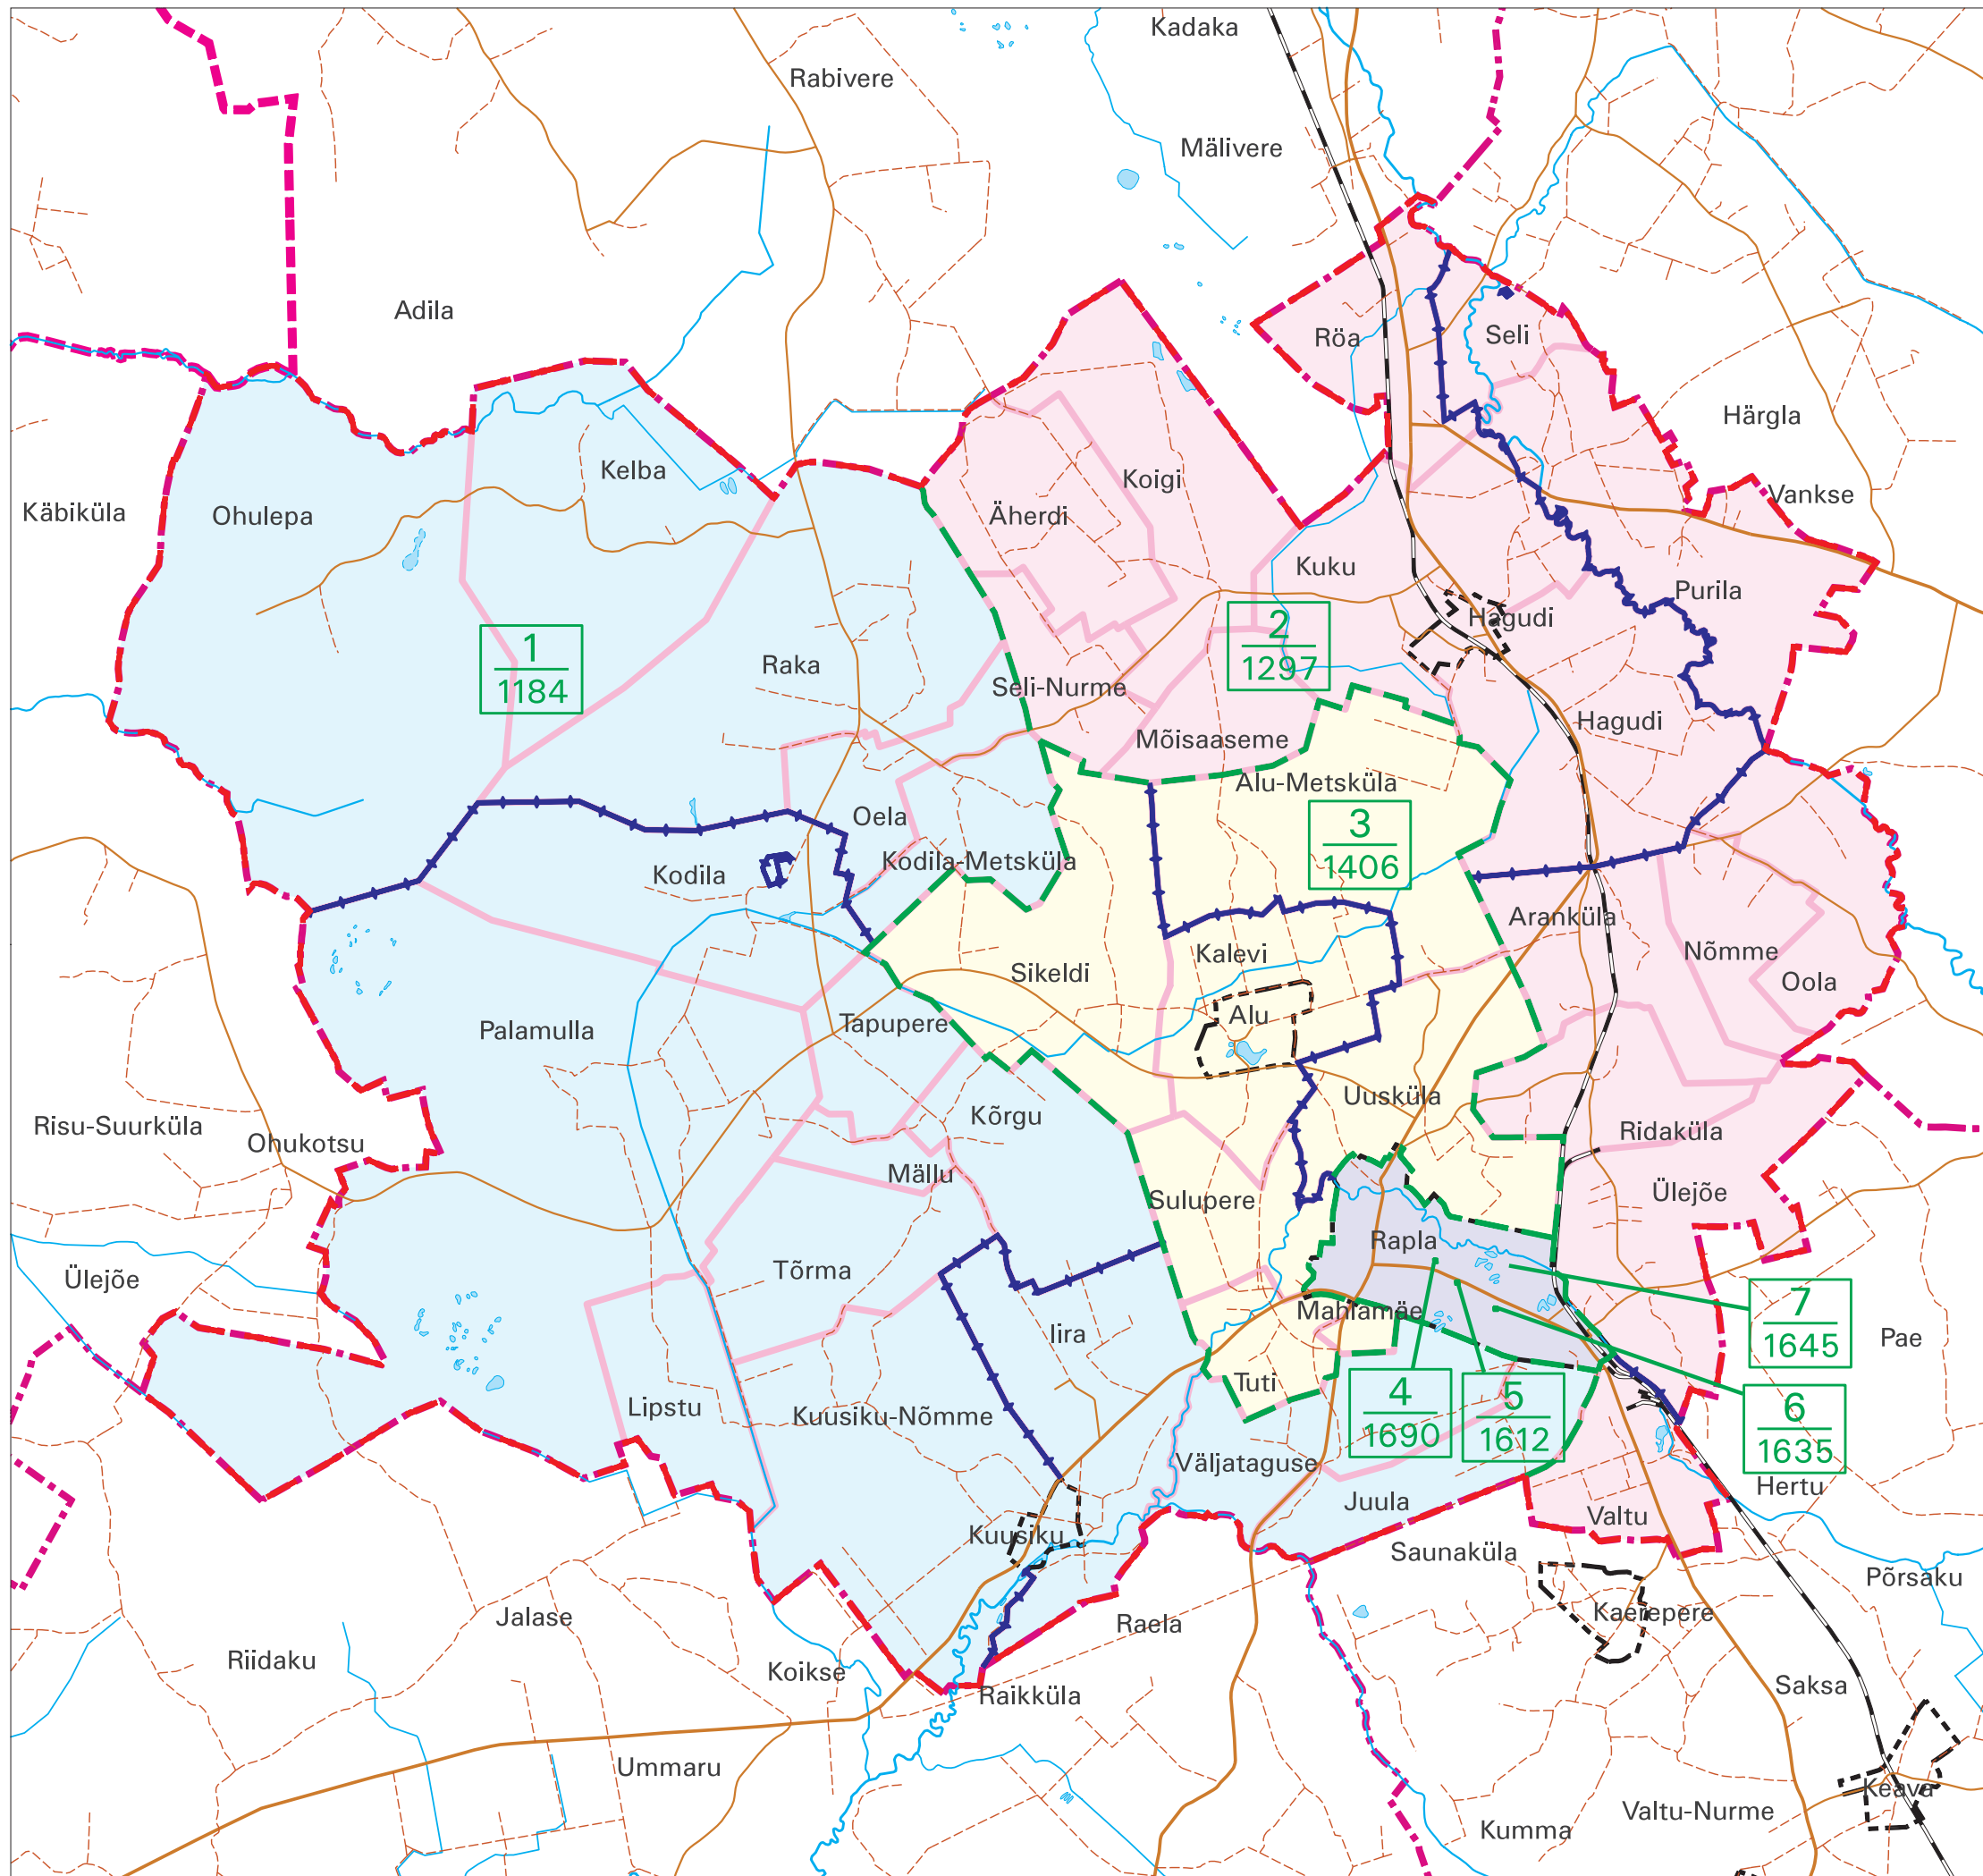 Kadaka
Rabivere
Mälivere
Adila
Röa
Seli
Härgla
Käbiküla
Ohulepa
Kelba
Koigi
Äherdi
Vankse
Kuku
Purila
Hagudi
2
1297
1
1184
Raka
Seli-Nurme
Hagudi
Mõisaaseme
Alu-Metsküla
Oela
3
1406
Kodila-Metsküla
Kodila
Aranküla
Kalevi
Nõmme
Sikeldi
Oola
Alu
Palamulla
Tapupere
Uusküla
Kõrgu
Risu-Suurküla
Ohukotsu
Ridaküla
Mällu
Sulupere
Ülejõe
Rapla
Tõrma
Ülejõe
Mahlamäe
7
1645
Iira
Pae
Tuti
4
1690
5
1612
6
1635
Lipstu
Kuusiku-Nõmme
Väljataguse
Hertu
Juula
Valtu
Kuusiku
Saunaküla
Põrsaku
Jalase
Kaerepere
Raela
Riidaku
Koikse
Saksa
Raikküla
Ummaru
Keava
Valtu-Nurme
Kumma